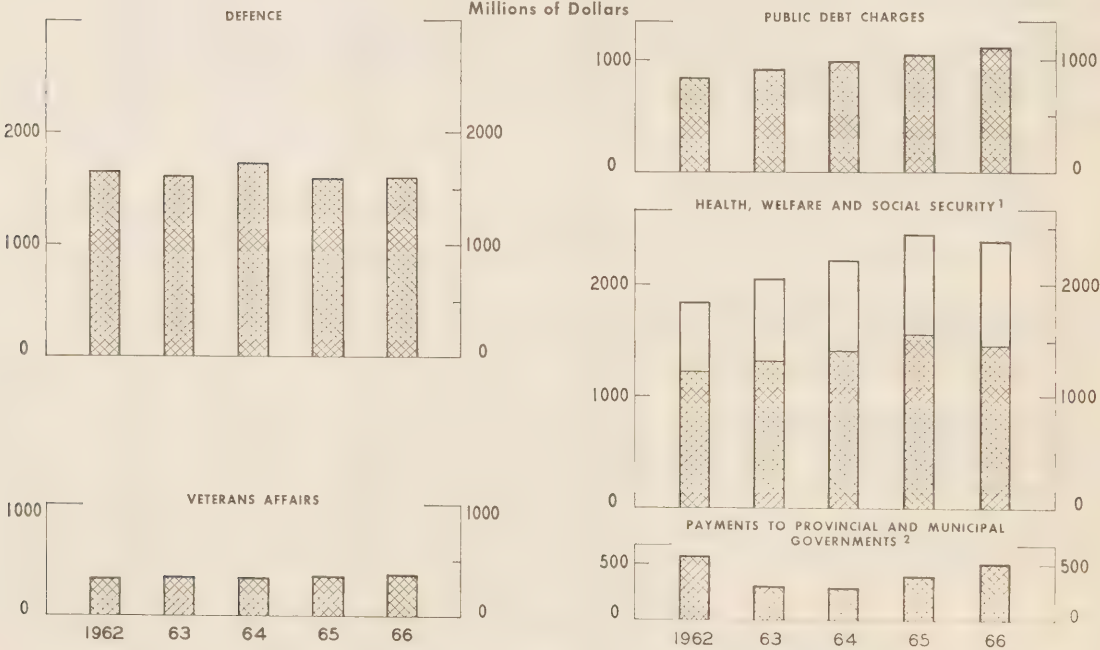 Millions of Dollars
DEFENCE
2000
2000
1000
1000
0
0
VETERANS AFFAIRS
1000
1000
0
0
1962 63 64 65 66
PUBLIC DEBT CHARGES
1000
1000
0
0
HEALTH, WELFARE AND SOCIAL SECURITY¹
2000
2000
1000
1000
0
0
PAYMENTS TO PROVINCIAL AND MUNICIPAL
GOVERNMENTS ²
500
500
0
0
1962 63 64 65 66